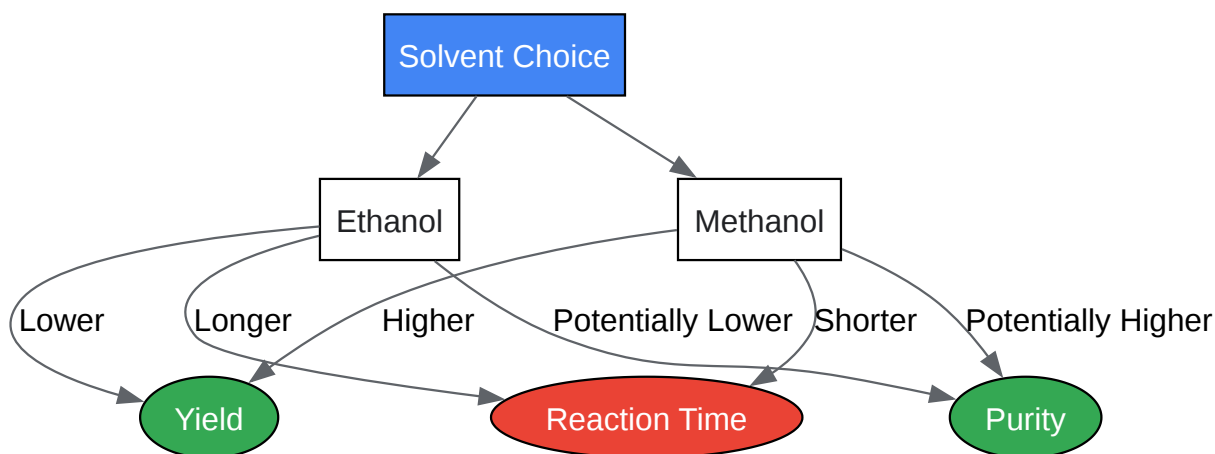 Solvent Choice
Ethanol
Methanol
Lower
Longer
Higher
Potentially Lower
Shorter
Potentially Higher
Yield
Reaction Time
Purity